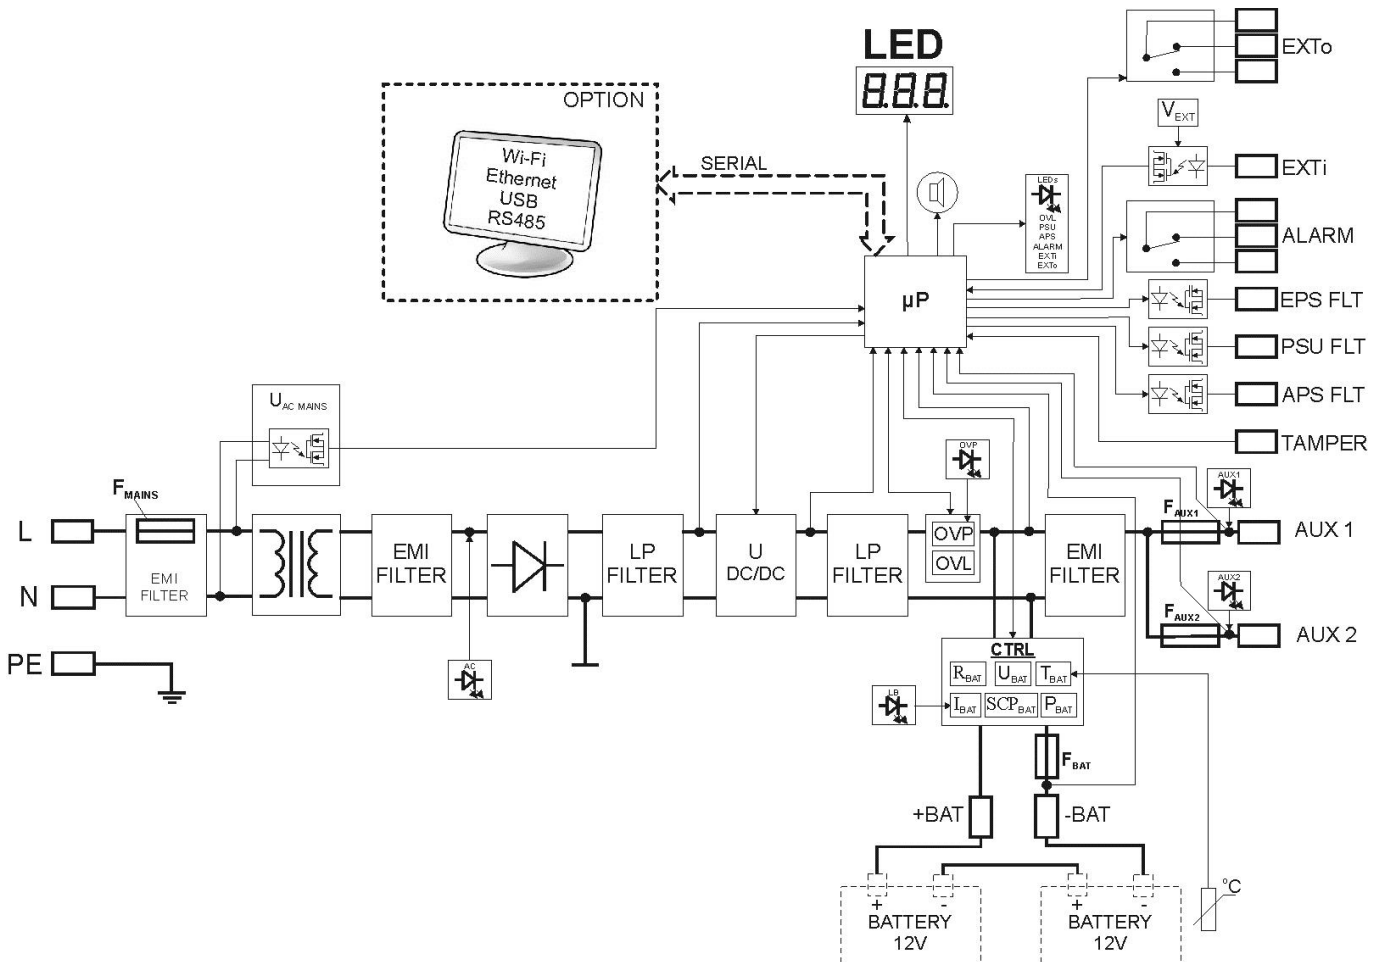 LED
8.8.8.
EXTo
OPTION
Wi-Fi
Ethernet
USB
RS485
SERIAL
VEXT
EXTi
LEDs
OVL
PSU
APS
ALARM
EXTi
EXTo
ALARM
µP
EPS FLT
PSU FLT
APS FLT
TAMPER
UAC MAINS
FMAINS
OVP
AUX1
FAUX1
L
EMI
FILTER
EMI
FILTER
LP
FILTER
U
DC/DC
LP
FILTER
OVP
OVL
EMI
FILTER
AUX 1
N
AUX2
FAUX2
AUX 2
PE
AC
CTRL
RBAT
UBAT
TBAT
LB
IBAT
SCPBAT
PBAT
FBAT
+BAT
-BAT
°C
+
-
+
-
BATTERY
12V
BATTERY
12V